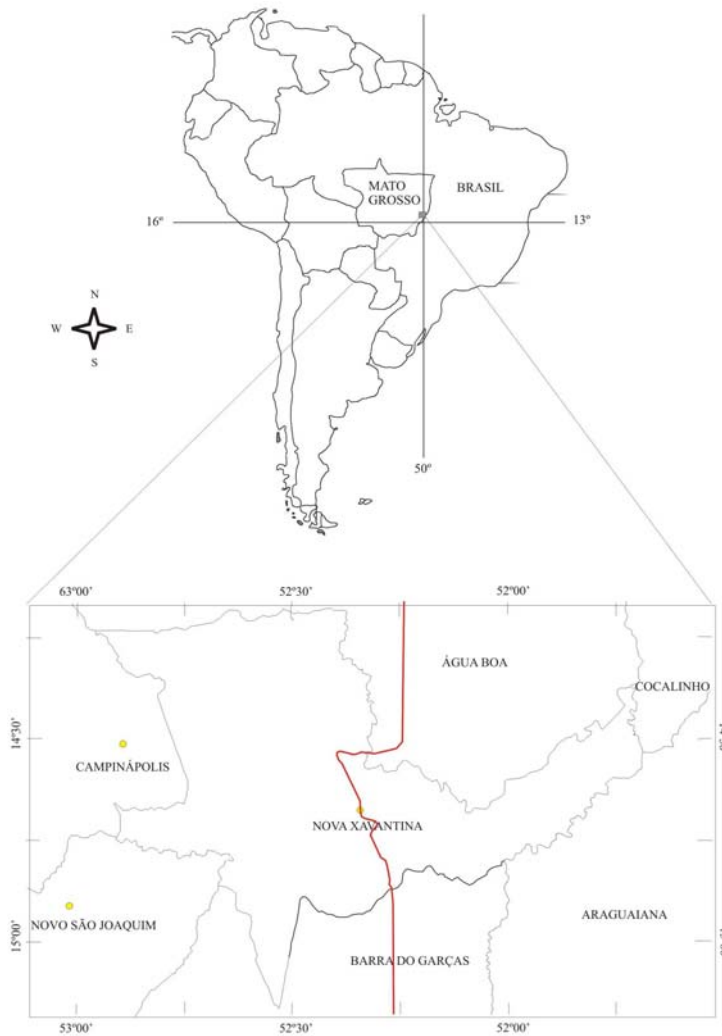 MATO
GROSSO
BRASIL
16º
13º
N
W E
S
50º
63º00'
52º30'
52º00'
ÁGUA BOA
COCALINHO
14º30'
CAMPINÁPOLIS
NOVA XAVANTINA
NOVO SÃO JOAQUIM
ARAGUAIANA
15º00'
BARRA DO GARÇAS
53º00'
52º30'
52º00'